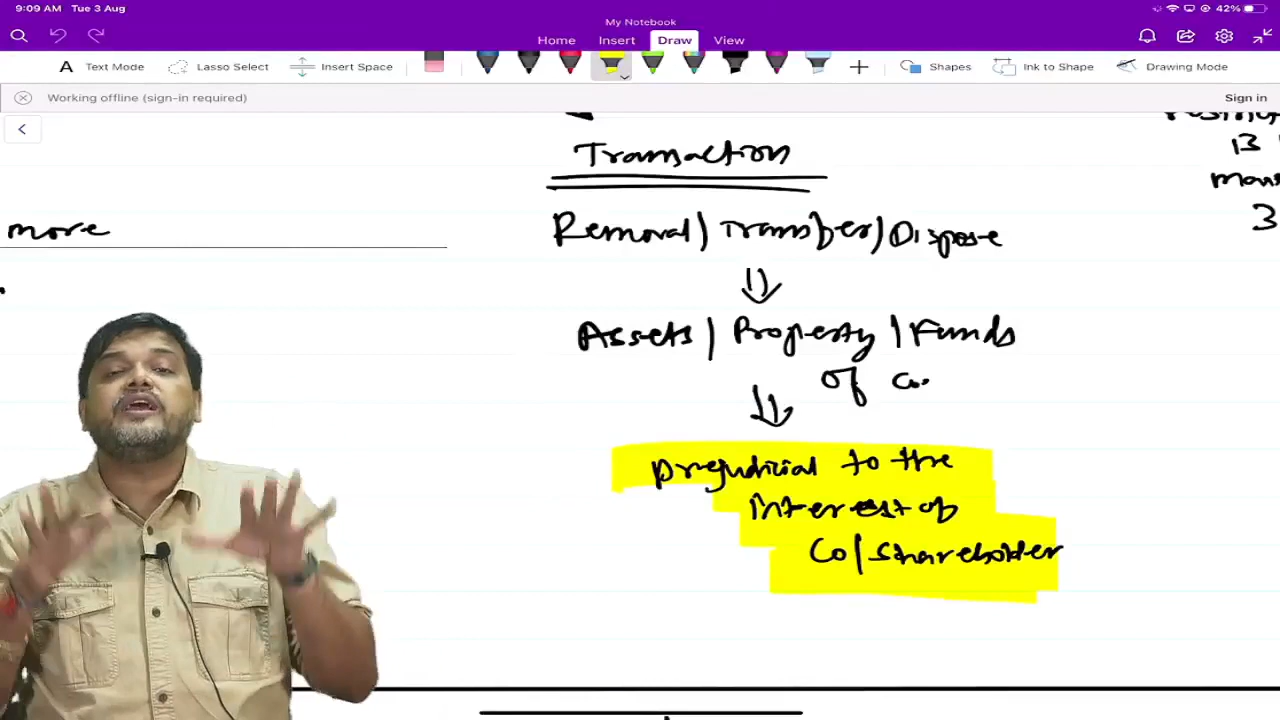 9:09 AM Tue 3 Aug
42%
My Notebook
Home Insert Draw View
A Text Mode Lasso Select Insert Space Shapes Ink to Shape Drawing Mode
Working offline (sign-in required) Sign in
Transaction
Removal | Transfer | Dispose
more
Assets | Property | Funds
of co.
prejudicial to the
interest of
Co | shareholder
13
3